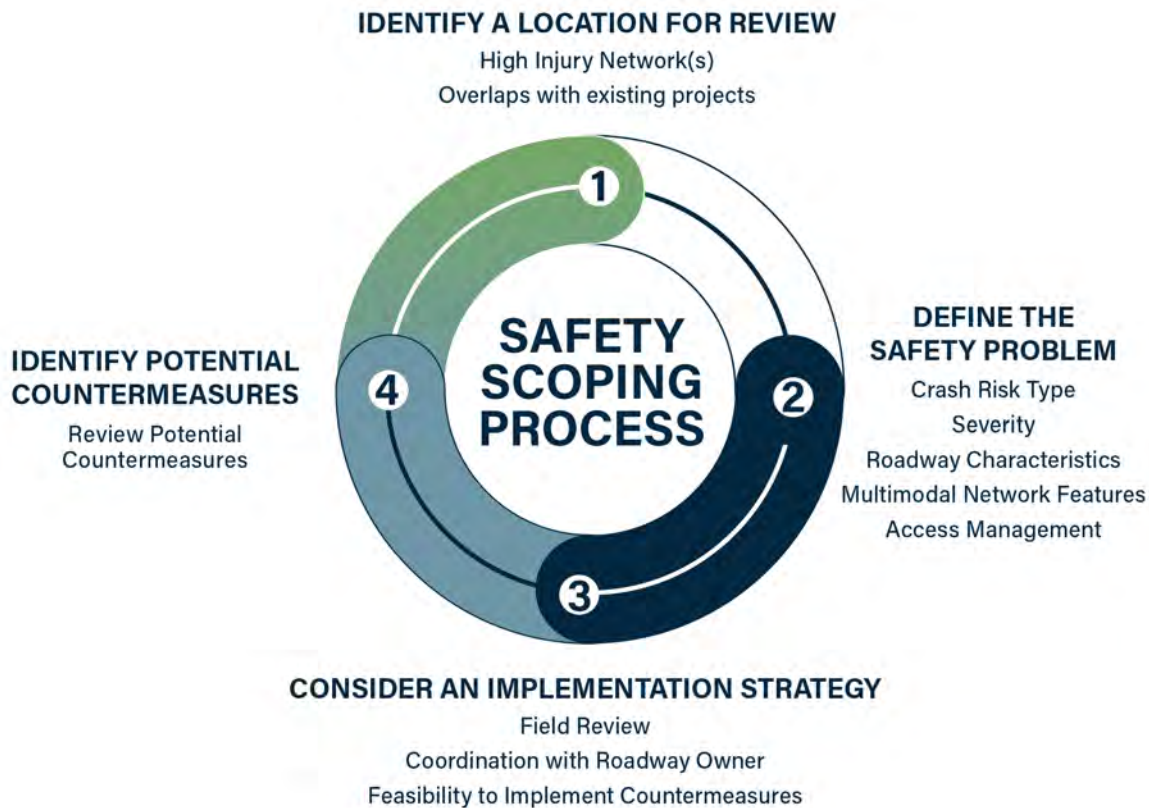 IDENTIFY A LOCATION FOR REVIEW
High Injury Network(s)
Overlaps with existing projects
1
SAFETY
SCOPING
PROCESS
DEFINE THE
SAFETY PROBLEM
2
Crash Risk Type
Severity
Roadway Characteristics
Multimodal Network Features
Access Management
3
CONSIDER AN IMPLEMENTATION STRATEGY
Field Review
Coordination with Roadway Owner
Feasibility to Implement Countermeasures
IDENTIFY POTENTIAL
COUNTERMEASURES
4
Review Potential
Countermeasures